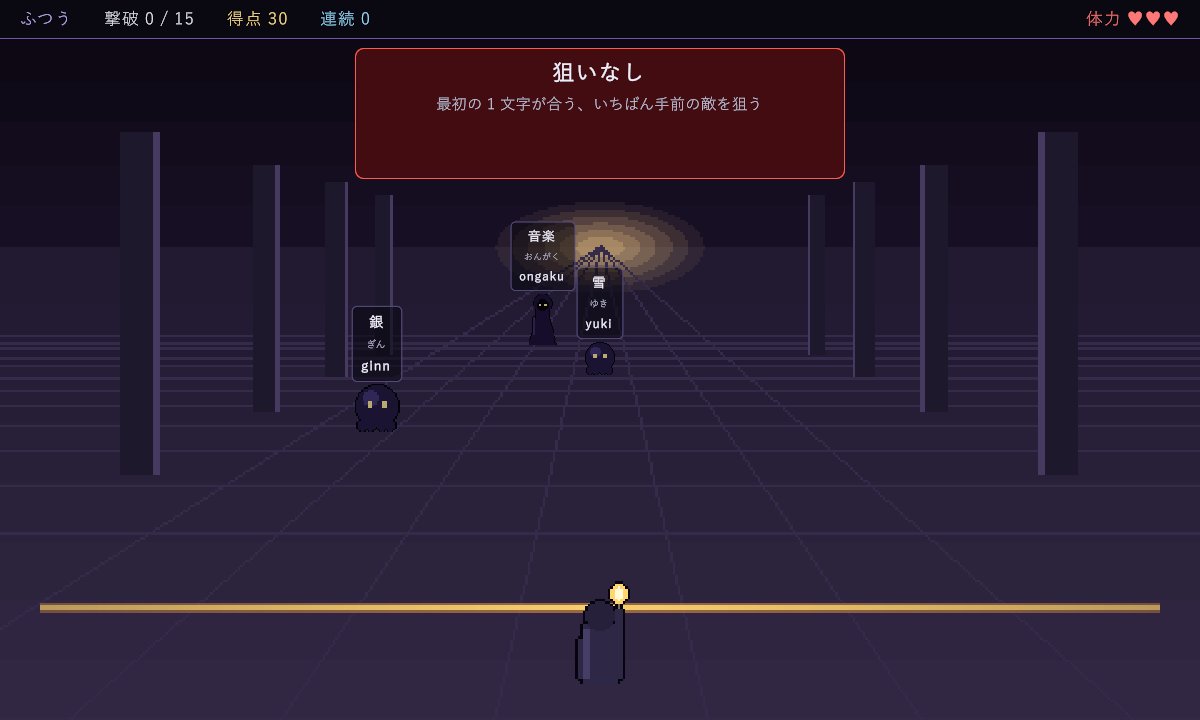 ふつう 撃破 0 / 15 得点 30 連続 0 体力 ♥♥♥
狙いなし
最初の 1 文字が合う、いちばん手前の敵を狙う
音楽
おんがく
ongaku
雪
ゆき
yuki
銀
ぎん
ginn